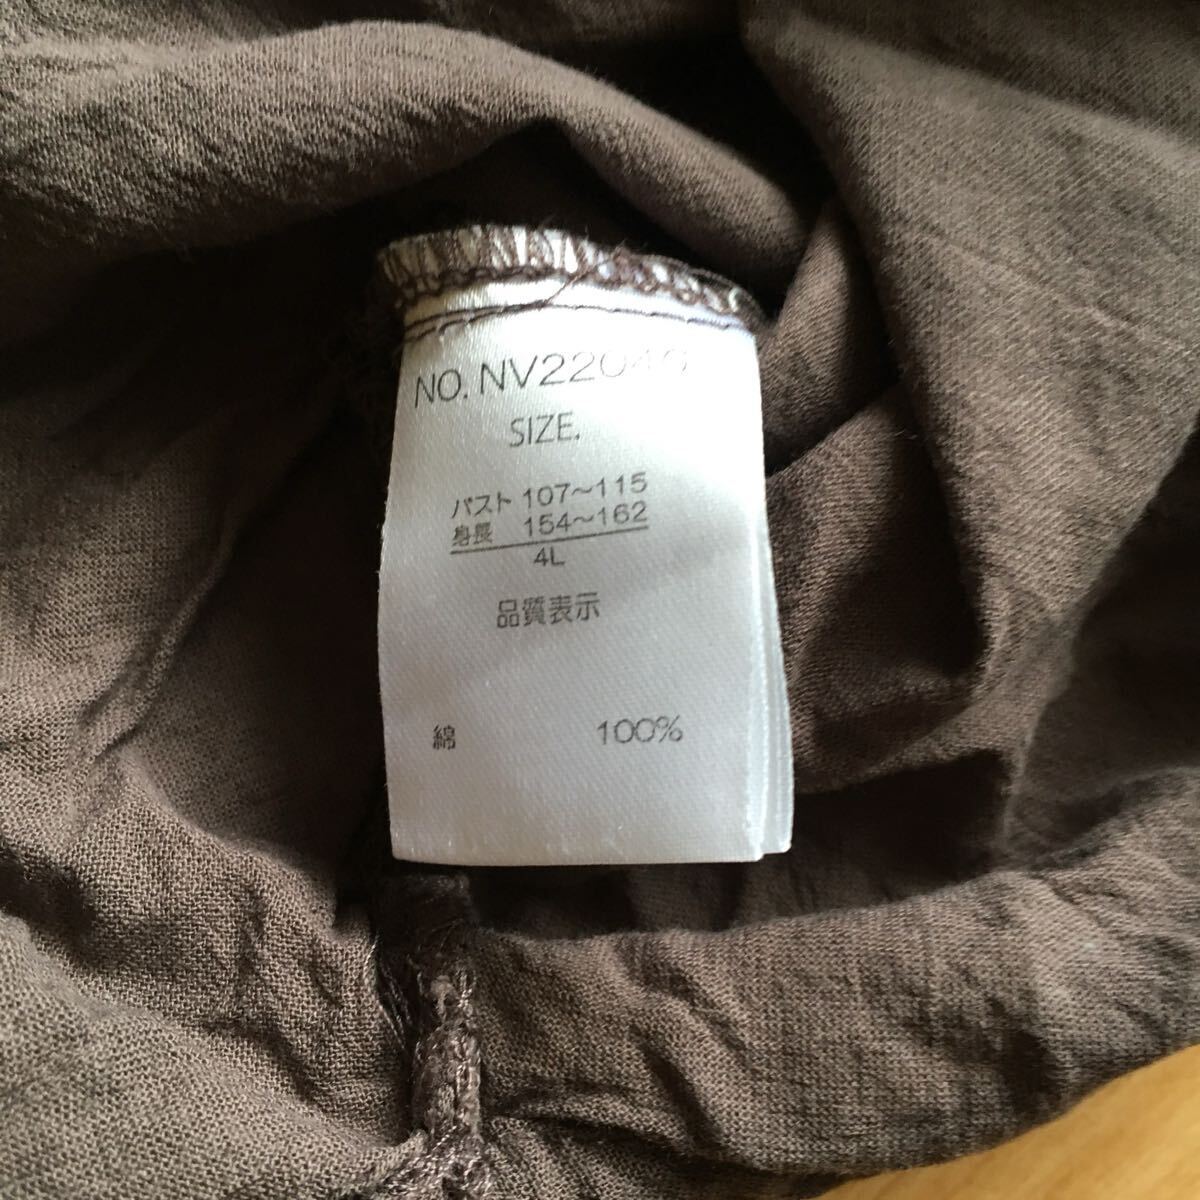 NO. NV22046
SIZE.
バスト 107～115
身長 154～162
4L
品質表示
綿 100%